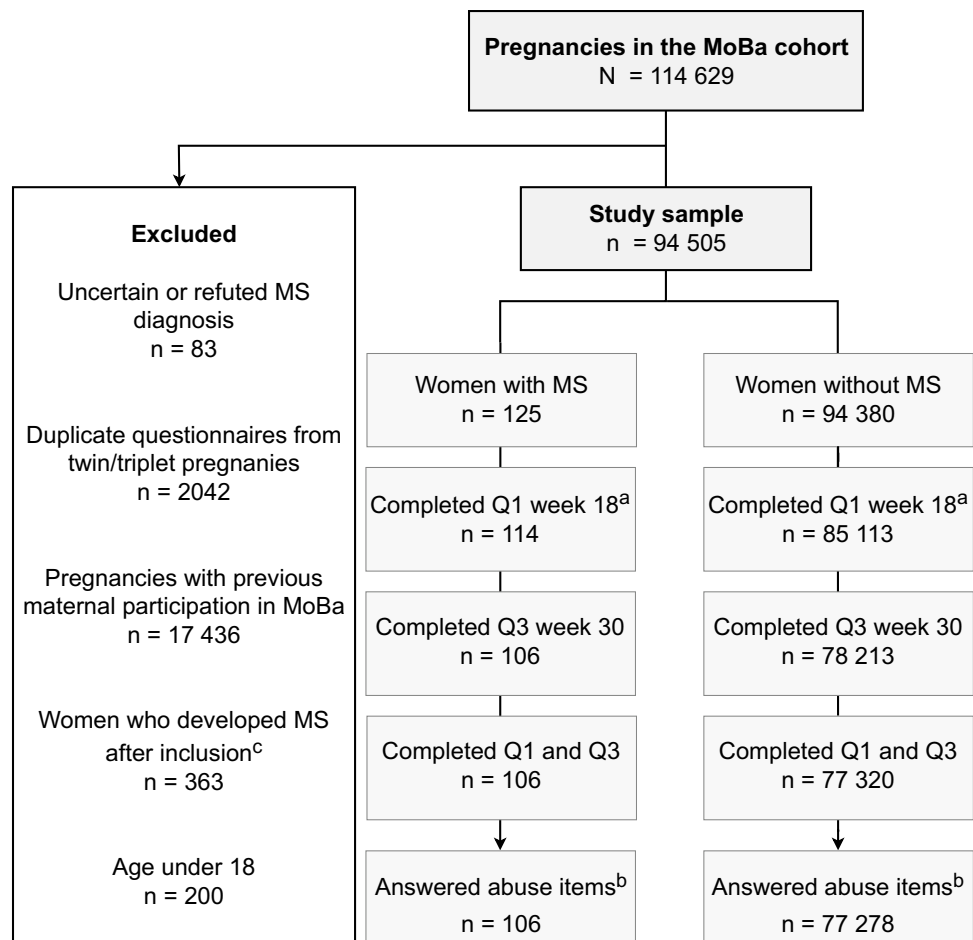 Pregnancies in the MoBa cohort
N = 114 629
Excluded
Uncertain or refuted MS
diagnosis
n = 83
Duplicate questionnaires from
twin/triplet pregnanies
n = 2042
Pregnancies with previous
maternal participation in MoBa
n = 17 436
Women who developed MS
after inclusionᶜ
n = 363
Age under 18
n = 200
Study sample
n = 94 505
Women with MS
n = 125
Completed Q1 week 18ᵃ
n = 114
Completed Q3 week 30
n = 106
Completed Q1 and Q3
n = 106
Answered abuse itemsᵇ
n = 106
Women without MS
n = 94 380
Completed Q1 week 18ᵃ
n = 85 113
Completed Q3 week 30
n = 78 213
Completed Q1 and Q3
n = 77 320
Answered abuse itemsᵇ
n = 77 278